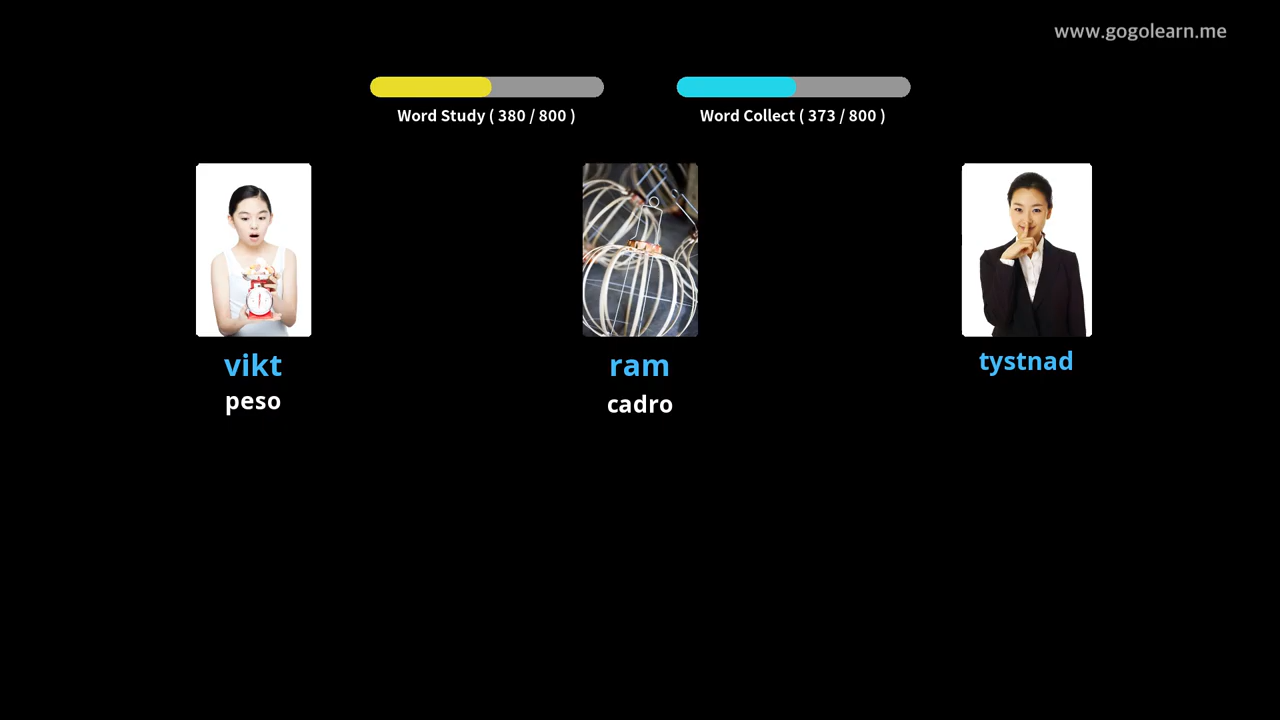 www.gogolearn.me
Word Study ( 380 / 800 )
Word Collect ( 373 / 800 )
vikt
peso
ram
cadro
tystnad